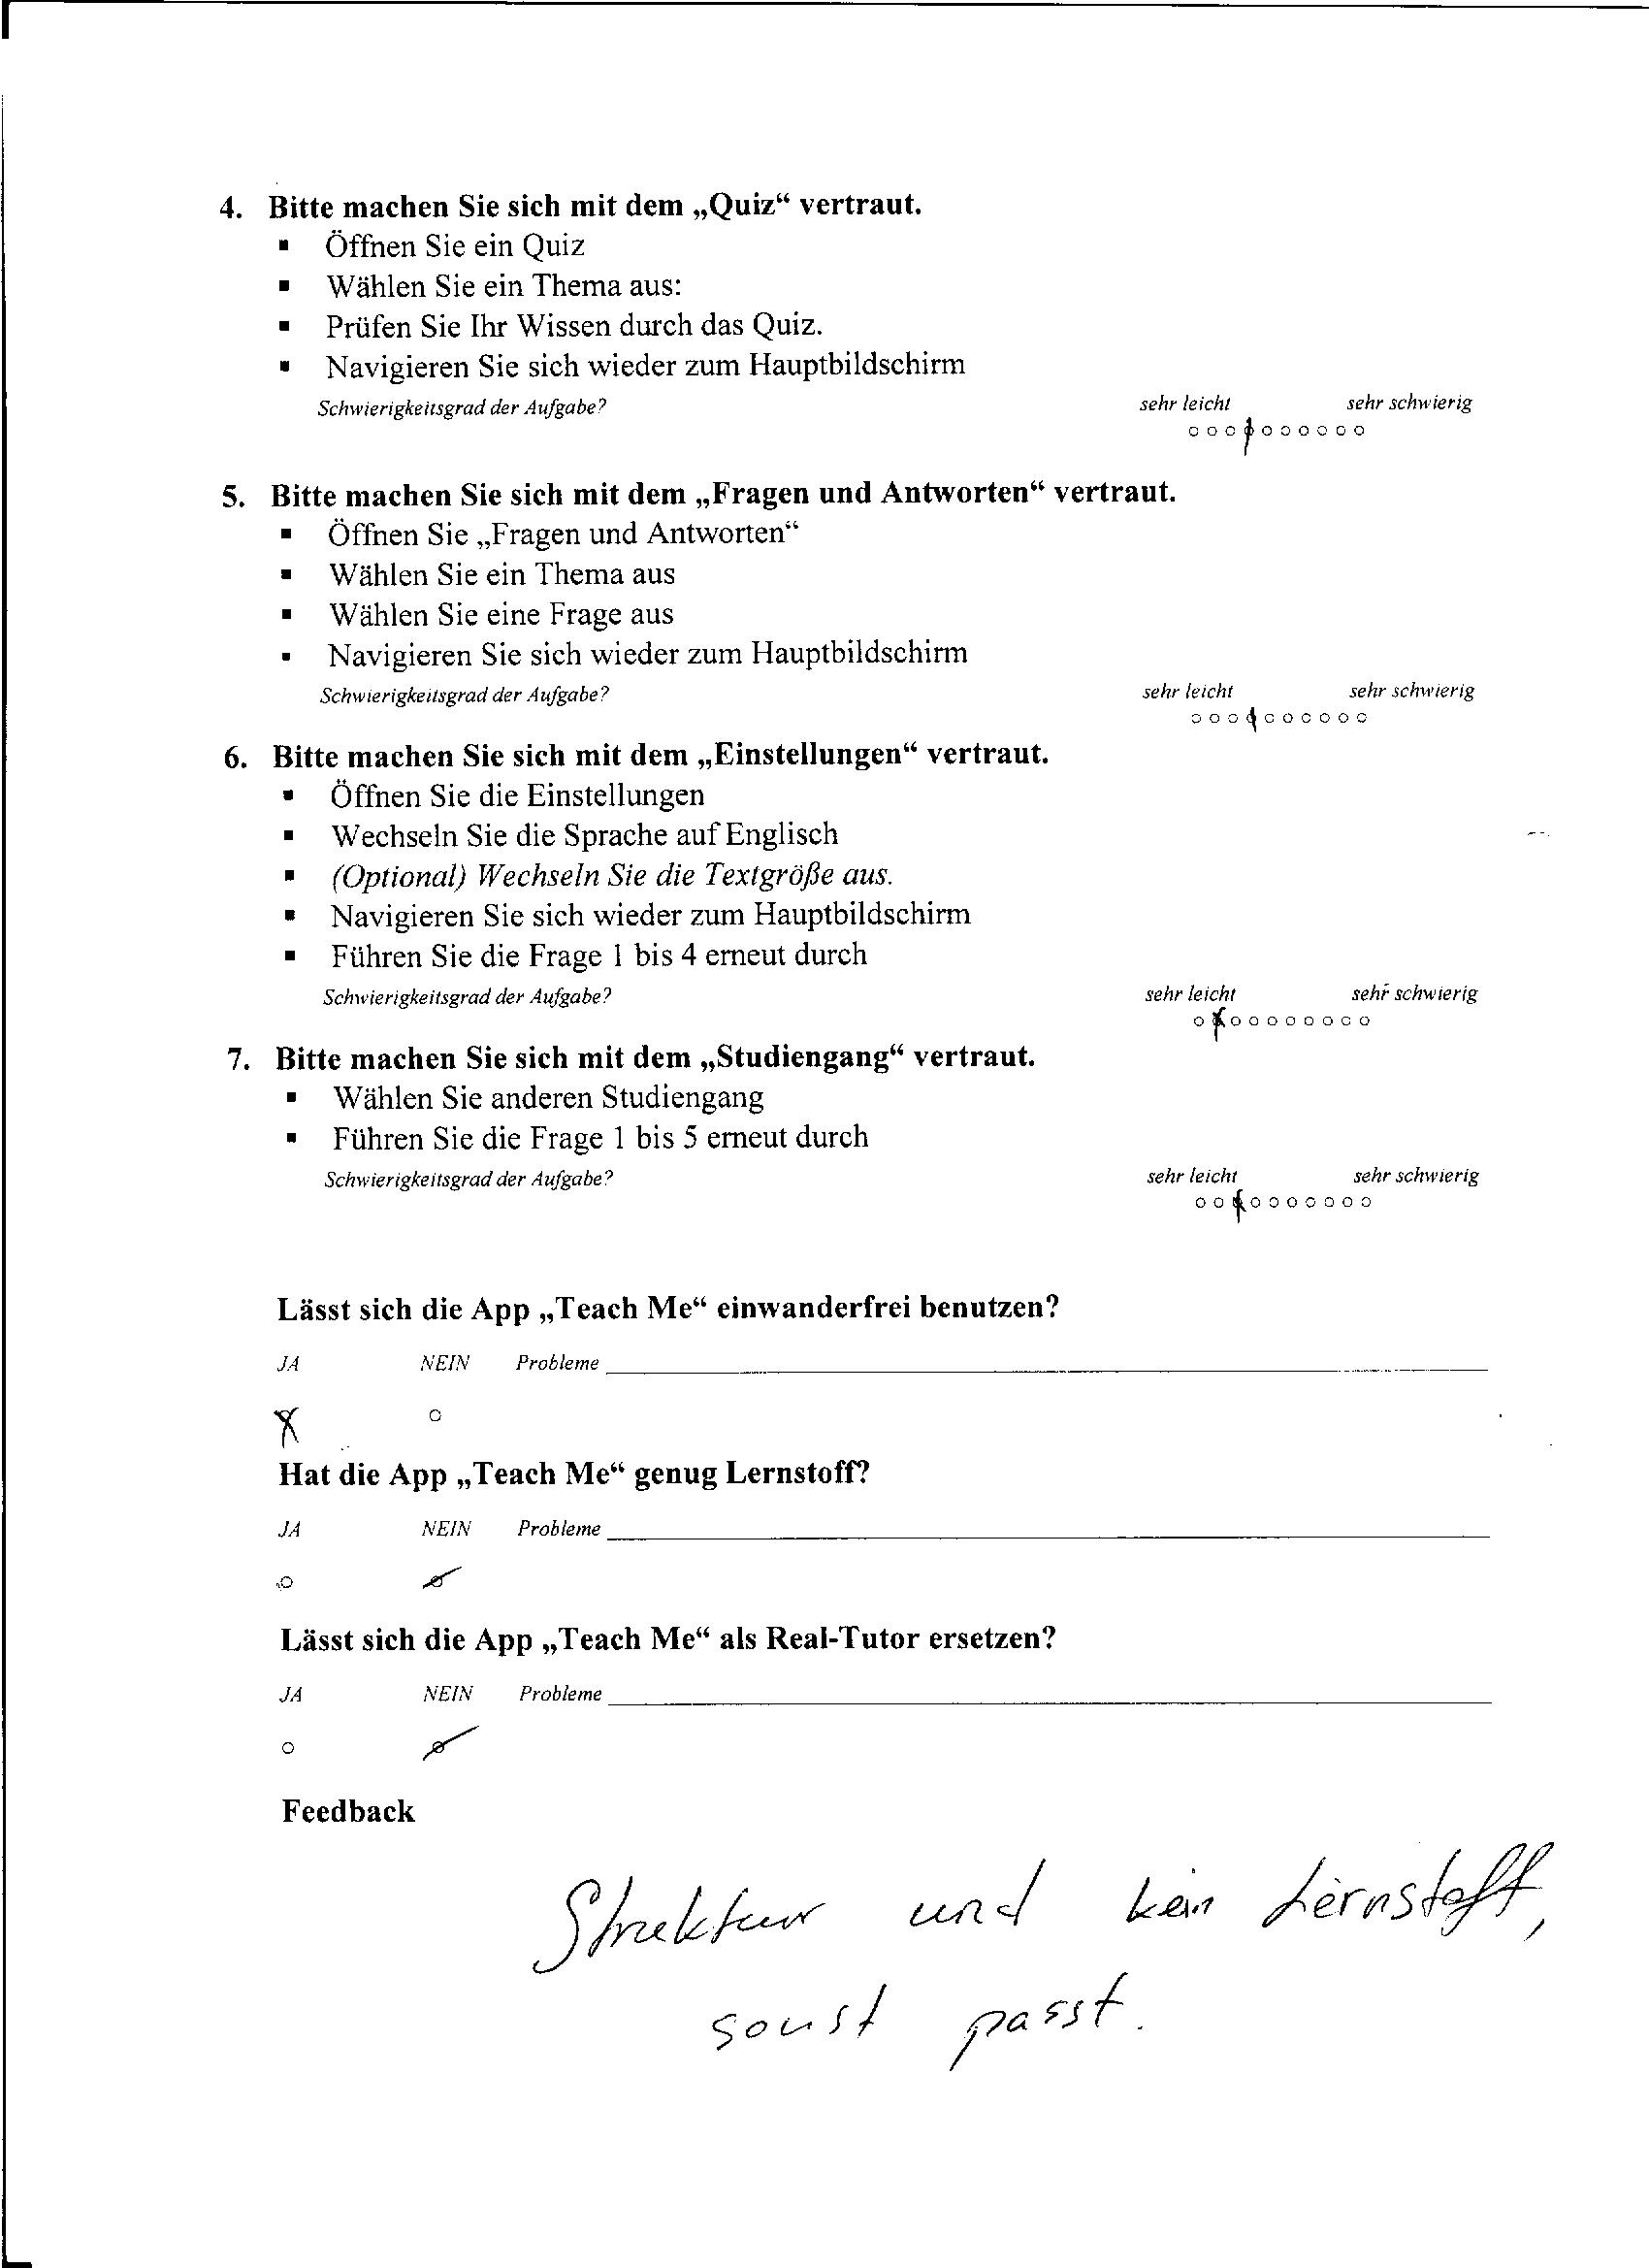 4. Bitte machen Sie sich mit dem „Quiz“ vertraut.
▪ Öffnen Sie ein Quiz
▪ Wählen Sie ein Thema aus:
▪ Prüfen Sie Ihr Wissen durch das Quiz.
▪ Navigieren Sie sich wieder zum Hauptbildschirm
Schwierigkeitsgrad der Aufgabe? sehr leicht sehr schwierig
5. Bitte machen Sie sich mit dem „Fragen und Antworten“ vertraut.
▪ Öffnen Sie „Fragen und Antworten“
▪ Wählen Sie ein Thema aus
▪ Wählen Sie eine Frage aus
▪ Navigieren Sie sich wieder zum Hauptbildschirm
Schwierigkeitsgrad der Aufgabe? sehr leicht sehr schwierig
6. Bitte machen Sie sich mit dem „Einstellungen“ vertraut.
▪ Öffnen Sie die Einstellungen
▪ Wechseln Sie die Sprache auf Englisch
▪ (Optional) Wechseln Sie die Textgröße aus.
▪ Navigieren Sie sich wieder zum Hauptbildschirm
▪ Führen Sie die Frage 1 bis 4 erneut durch
Schwierigkeitsgrad der Aufgabe? sehr leicht sehr schwierig
7. Bitte machen Sie sich mit dem „Studiengang“ vertraut.
▪ Wählen Sie anderen Studiengang
▪ Führen Sie die Frage 1 bis 5 erneut durch
Schwierigkeitsgrad der Aufgabe? sehr leicht sehr schwierig
Lässt sich die App „Teach Me“ einwanderfrei benutzen?
JA NEIN Probleme
Hat die App „Teach Me“ genug Lernstoff?
JA NEIN Probleme
Lässt sich die App „Teach Me“ als Real-Tutor ersetzen?
JA NEIN Probleme
Feedback
Struktur und kein Lernstoff,
sonst passt.